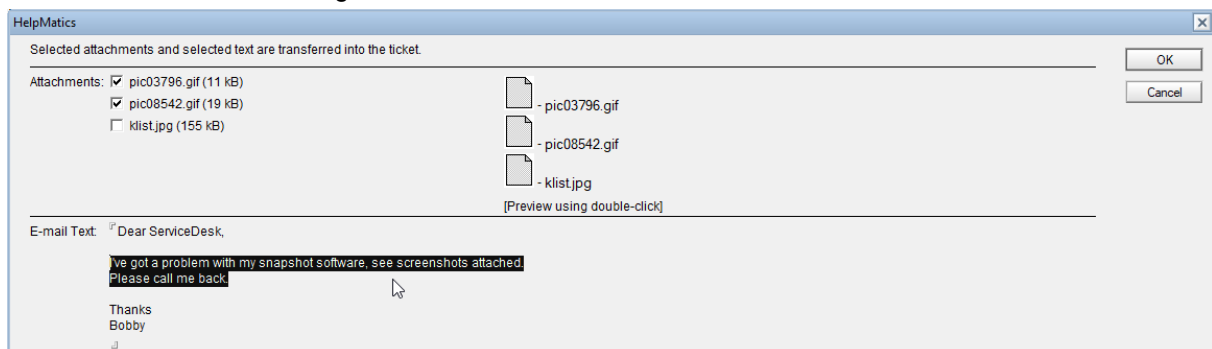 HelpMatics
Selected attachments and selected text are transferred into the ticket.
OK
Cancel
Attachments: pic03796.gif (11 kB)
pic08542.gif (19 kB)
klist.jpg (155 kB)
- pic03796.gif
- pic08542.gif
- klist.jpg
[Preview using double-click]
E-mail Text: Dear ServiceDesk,
I've got a problem with my snapshot software, see screenshots attached.
Please call me back.
Thanks
Bobby